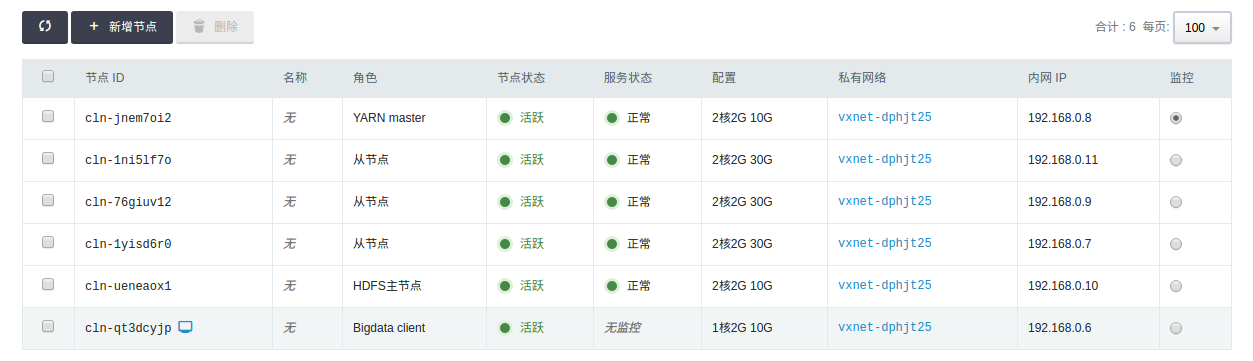 新增节点 删除 合计 : 6 每页: 100
节点 ID 名称 角色 节点状态 服务状态 配置 私有网络 内网 IP 监控
cln-jnem7oi2 无 YARN master 活跃 正常 2核2G 10G vxnet-dphjt25 192.168.0.8
cln-1ni5lf7o 无 从节点 活跃 正常 2核2G 30G vxnet-dphjt25 192.168.0.11
cln-76giuv12 无 从节点 活跃 正常 2核2G 30G vxnet-dphjt25 192.168.0.9
cln-1yisd6r0 无 从节点 活跃 正常 2核2G 30G vxnet-dphjt25 192.168.0.7
cln-ueneaox1 无 HDFS主节点 活跃 正常 2核2G 10G vxnet-dphjt25 192.168.0.10
cln-qt3dcyjp 无 Bigdata client 活跃 无监控 1核2G 10G vxnet-dphjt25 192.168.0.6